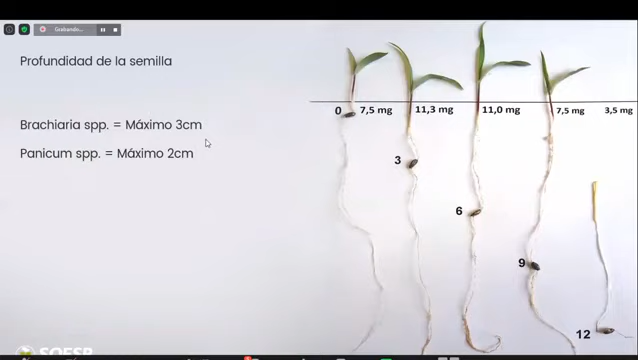 Grabando...
Profundidad de la semilla
Brachiaria spp. = Máximo 3cm
Panicum spp. = Máximo 2cm
0 7,5 mg 11,3 mg 11,0 mg 7,5 mg 3,5 mg
3
6
9
12
SOESP